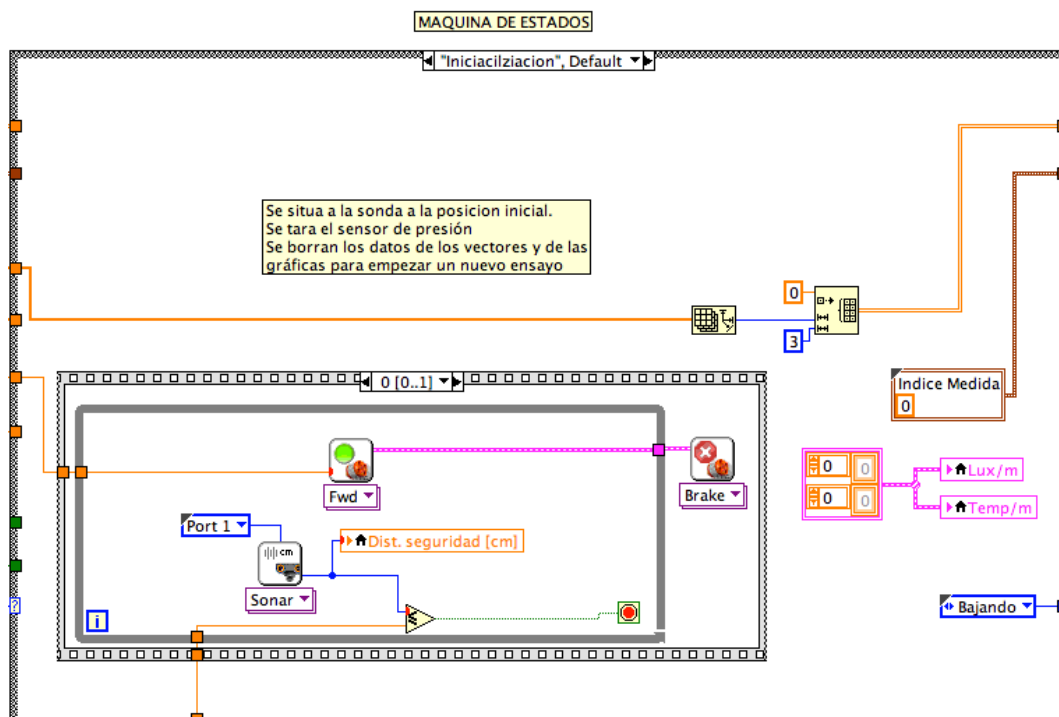 MAQUINA DE ESTADOS
"Iniciacilziacion", Default
Se situa a la sonda a la posicion inicial.
Se tara el sensor de presión
Se borran los datos de los vectores y de las
gráficas para empezar un nuevo ensayo
0
3
0 [0..1]
Indice Medida
0
Fwd
Brake
0 0
0 0
Lux/m
Temp/m
Port 1
cm
Dist. seguridad [cm]
Sonar
i
?
Bajando